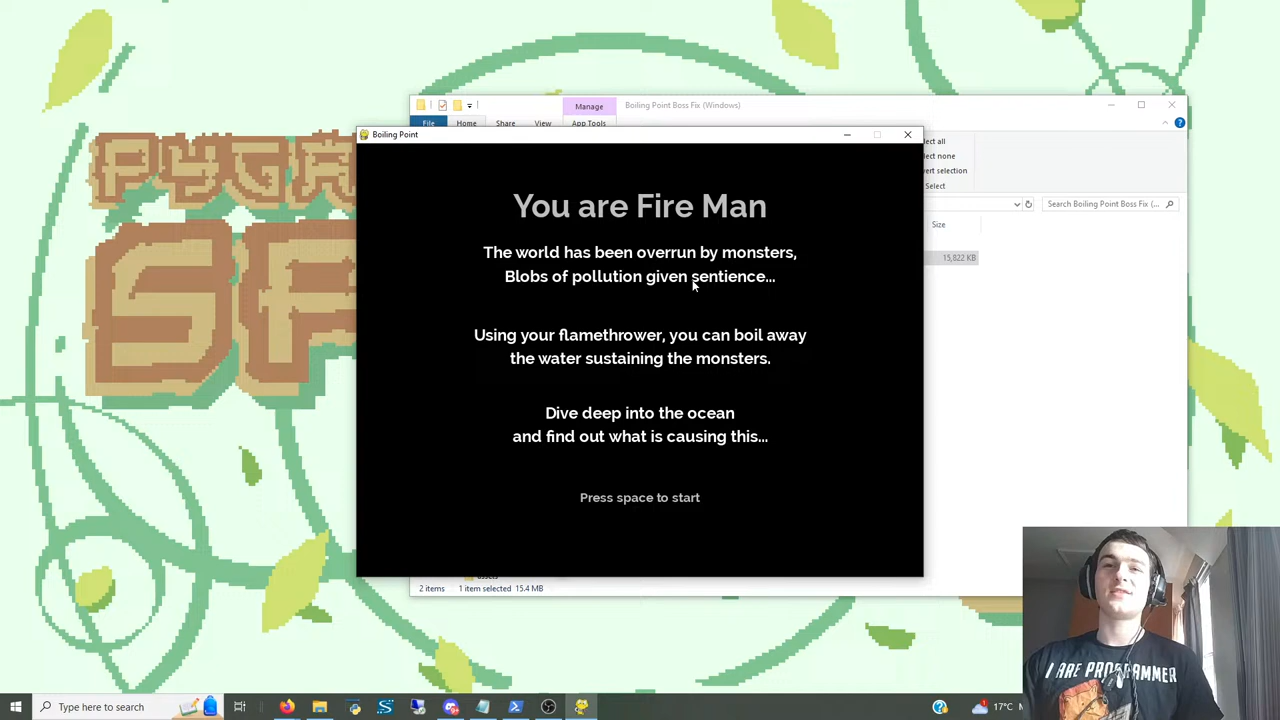 Manage
Boiling Point Boss Fix (Windows)
File
Home
Share
View
App Tools
Boiling Point
lect all
lect none
vert selection
Select
Search Boiling Point Boss Fix (...
Size
15,822 KB
You are Fire Man
The world has been overrun by monsters,
Blobs of pollution given sentience...
Using your flamethrower, you can boil away
the water sustaining the monsters.
Dive deep into the ocean
and find out what is causing this...
Press space to start
2 items
1 item selected 15.4 MB
I ARE PROGRAMMER
Type here to search
17°C